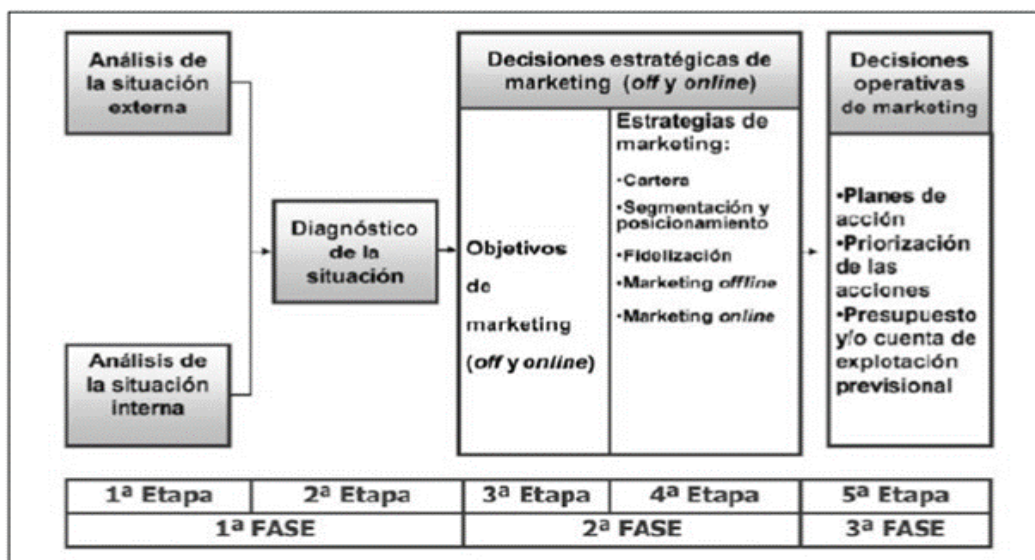 Análisis de
la situación
externa
Análisis de
la situación
interna
Diagnóstico
de la
situación
Decisiones estratégicas de
marketing (off y online)
Objetivos
de
marketing
(off y online)
Estrategias de
marketing:
•Cartera
•Segmentación y
posicionamiento
•Fidelización
•Marketing offline
•Marketing online
Decisiones
operativas
de marketing
•Planes de
acción
•Priorización
de las
acciones
•Presupuesto
y/o cuenta de
explotación
previsional
1ª Etapa 2ª Etapa 3ª Etapa 4ª Etapa 5ª Etapa
1ª FASE 2ª FASE 3ª FASE